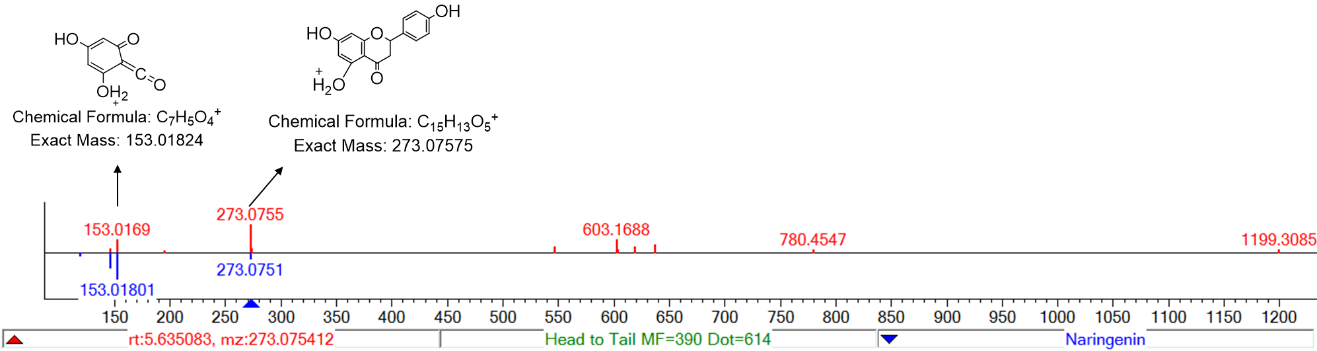 HO
O
C
O
OH2
+
Chemical Formula: C7H5O4+
Exact Mass: 153.01824
OH
HO
O
+
H2O
O
Chemical Formula: C15H13O5+
Exact Mass: 273.07575
153.0169
273.0755
603.1688
780.4547
1199.3085
153.01801
273.0751
150 200 250 300 350 400 450 500 550 600 650 700 750 800 850 900 950 1000 1050 1100 1150 1200
rt:5.635083, mz:273.075412
Head to Tail MF=390 Dot=614
Naringenin